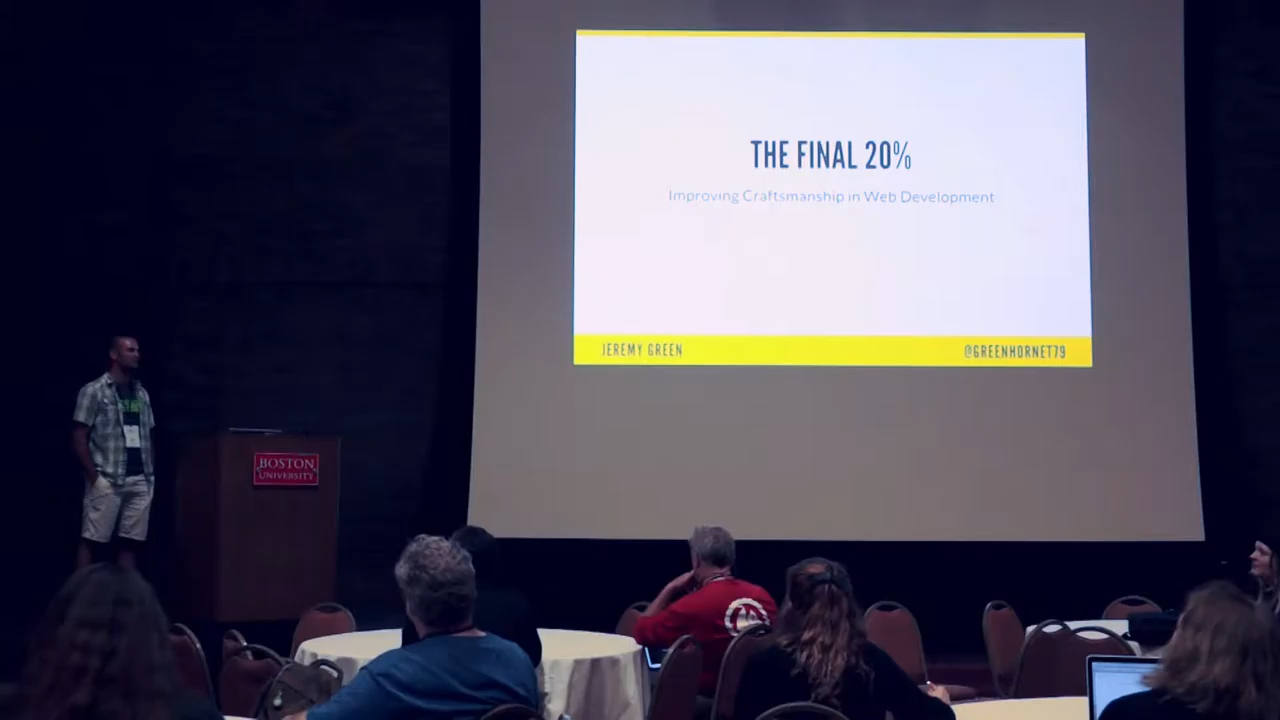 THE FINAL 20%
Improving Craftsmanship in Web Development
JEREMY GREEN
@GREENHORNET79
BOSTON
UNIVERSITY